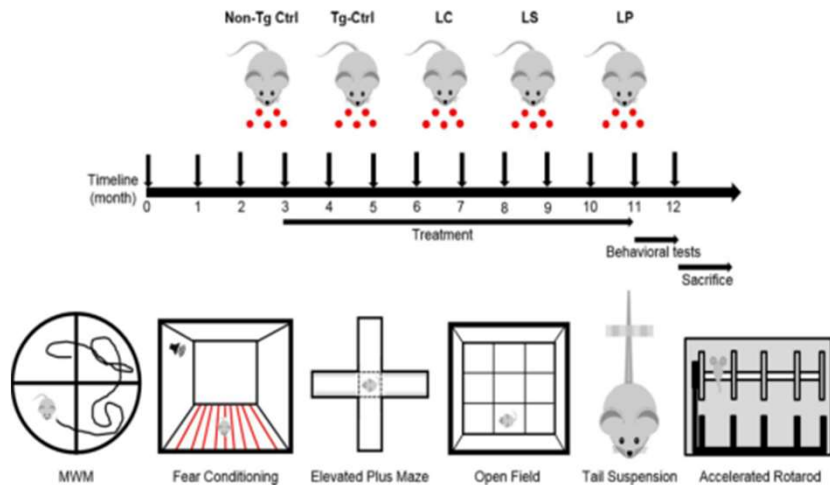 Non-Tg Ctrl Tg-Ctrl LC LS LP
Timeline
(month)
0 1 2 3 4 5 6 7 8 9 10 11 12
Treatment
Behavioral tests
Sacrifice
MWM Fear Conditioning Elevated Plus Maze Open Field Tail Suspension Accelerated Rotarod